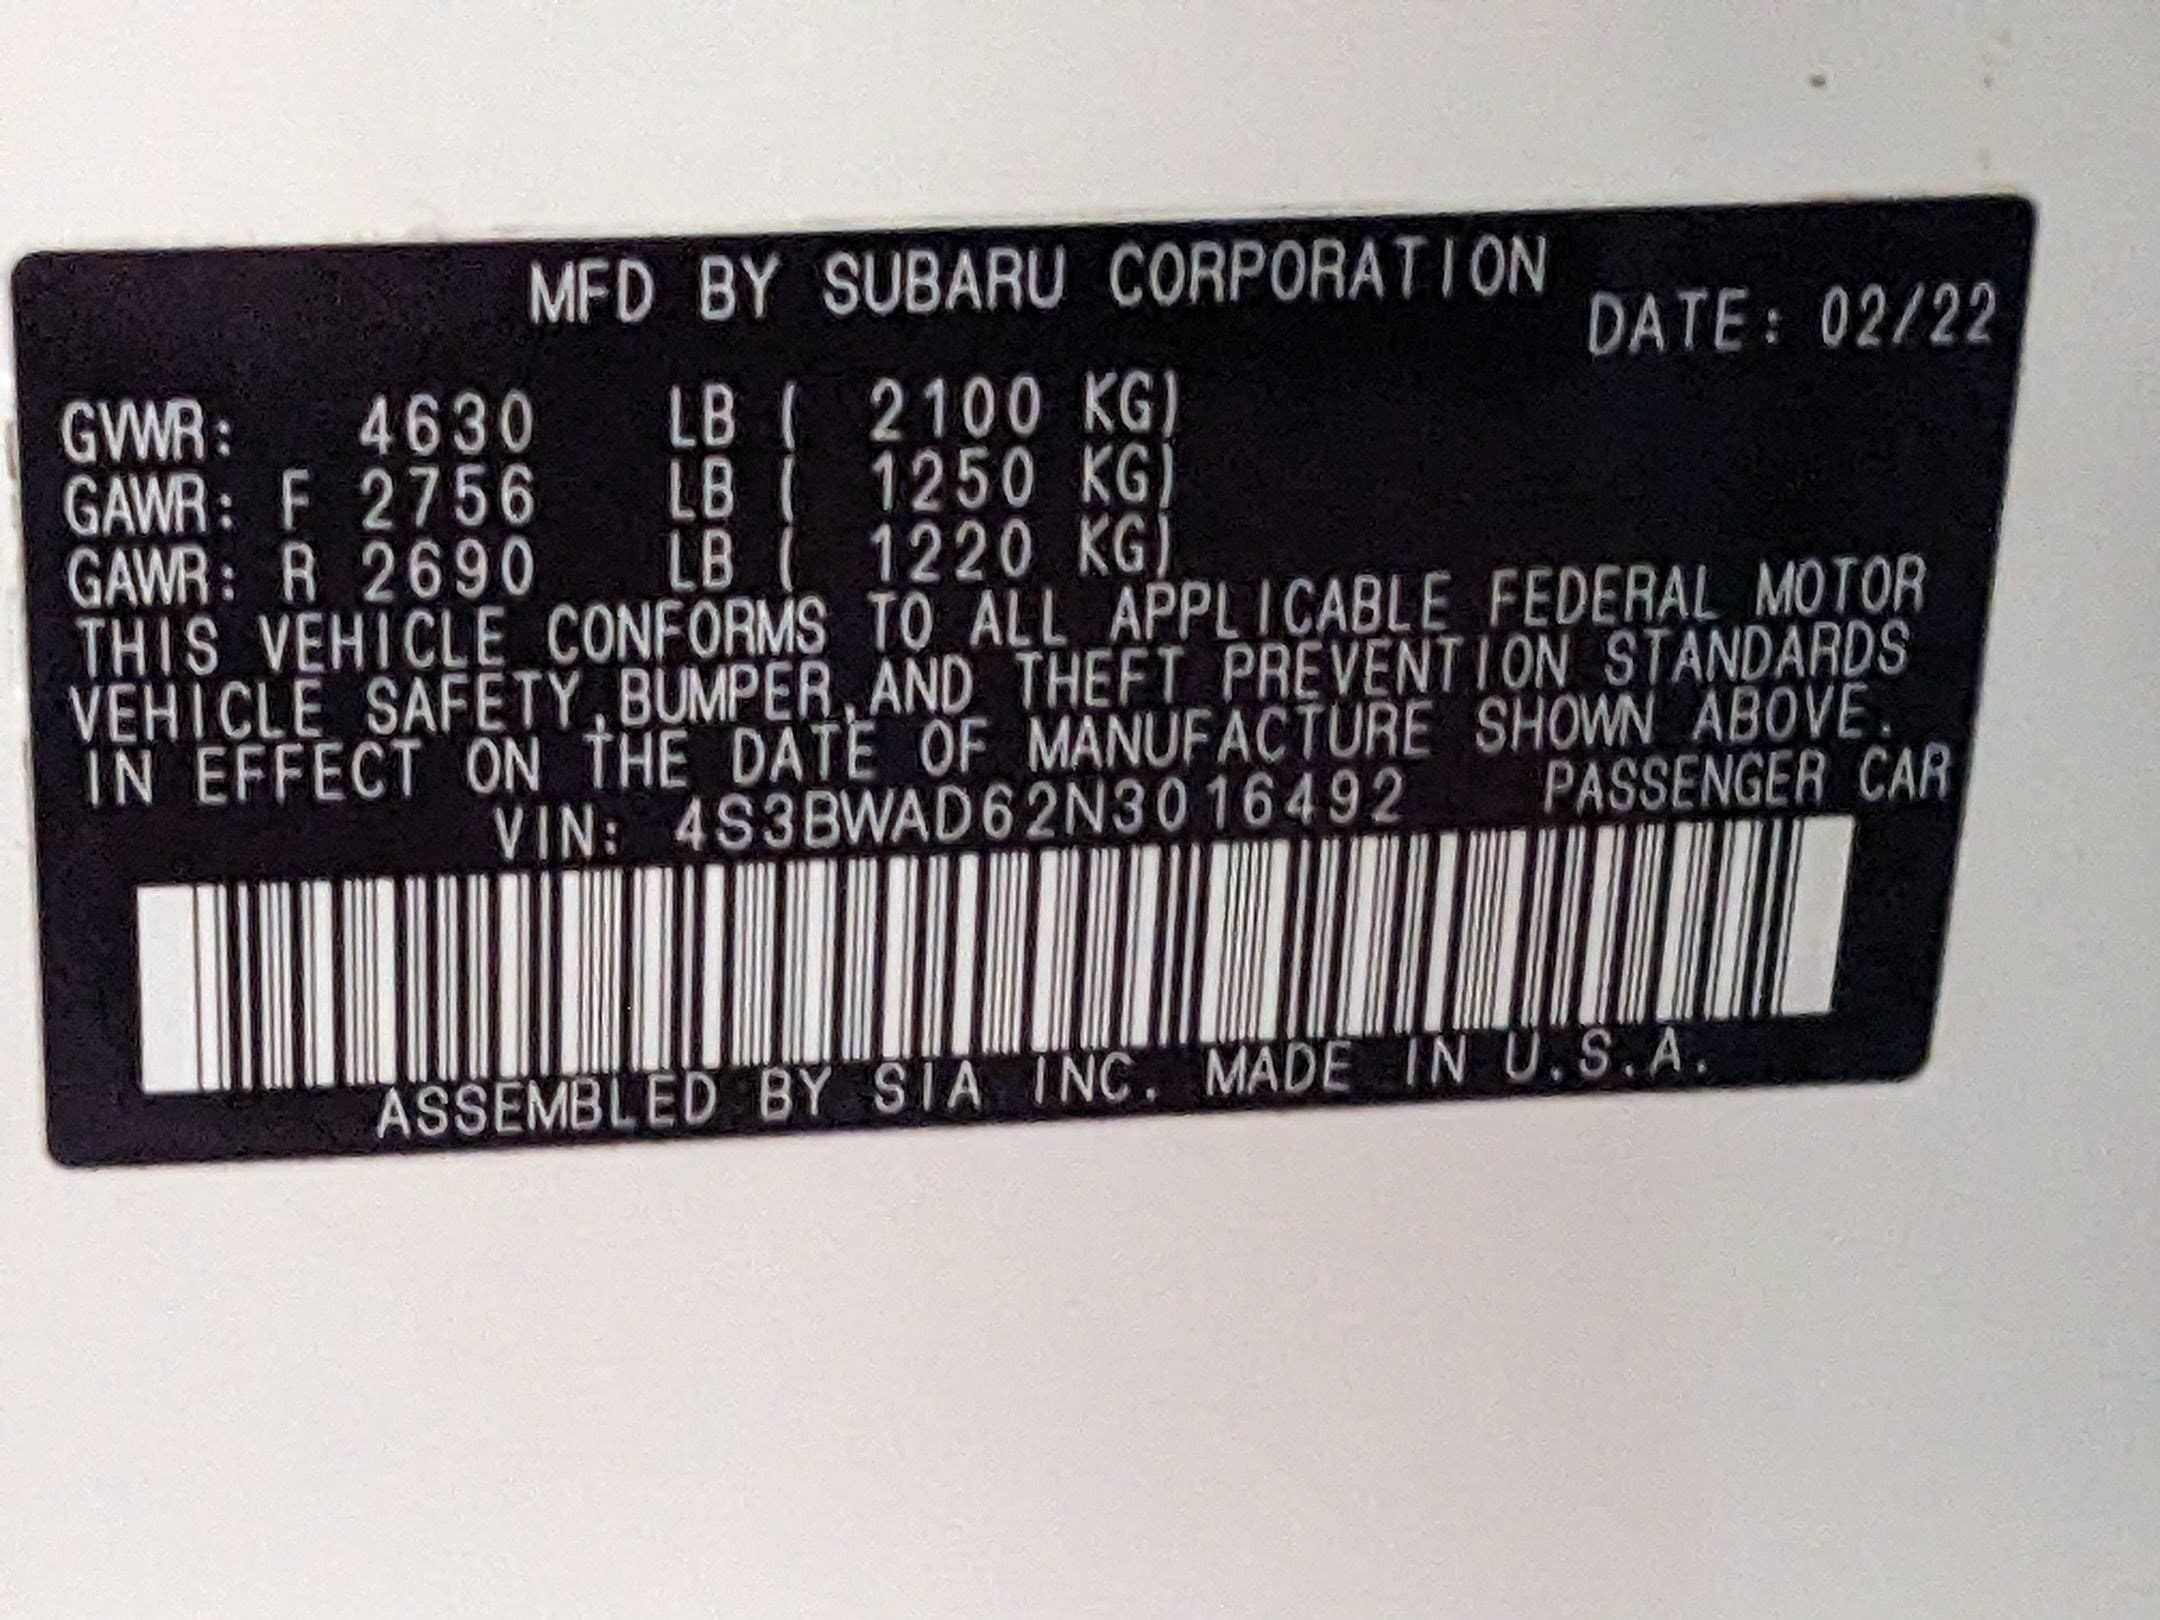 MFD BY SUBARU CORPORATION
DATE: 02/22
GVWR: 4630 LB ( 2100 KG)
GAWR: F 2756 LB ( 1250 KG)
GAWR: R 2690 LB ( 1220 KG)
THIS VEHICLE CONFORMS TO ALL APPLICABLE FEDERAL MOTOR
VEHICLE SAFETY,BUMPER,AND THEFT PREVENTION STANDARDS
IN EFFECT ON THE DATE OF MANUFACTURE SHOWN ABOVE.
VIN: 4S3BWAD62N3016492 PASSENGER CAR
ASSEMBLED BY SIA INC. MADE IN U.S.A.